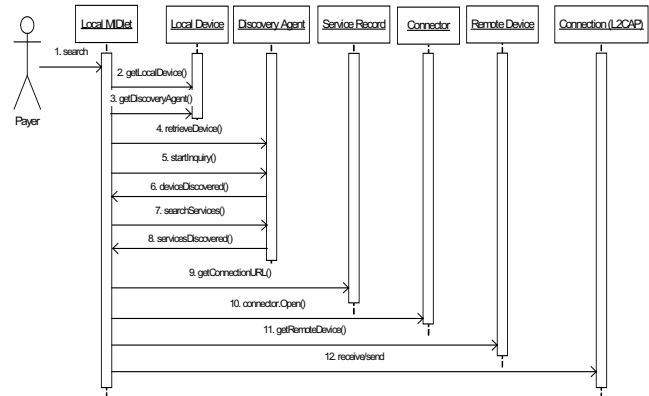 Local MIDlet
Local Device
Discovery Agent
Service Record
Connector
Remote Device
Connection (L2CAP)
1. search
Payer
2. getLocalDevice()
3. getDiscoveryAgent()
4. retrieveDevice()
5. startInquiry()
6. deviceDiscovered()
7. searchServices()
8. servicesDiscovered()
9. getConnectionURL()
10. connector.Open()
11. getRemoteDevice()
12. receive/send